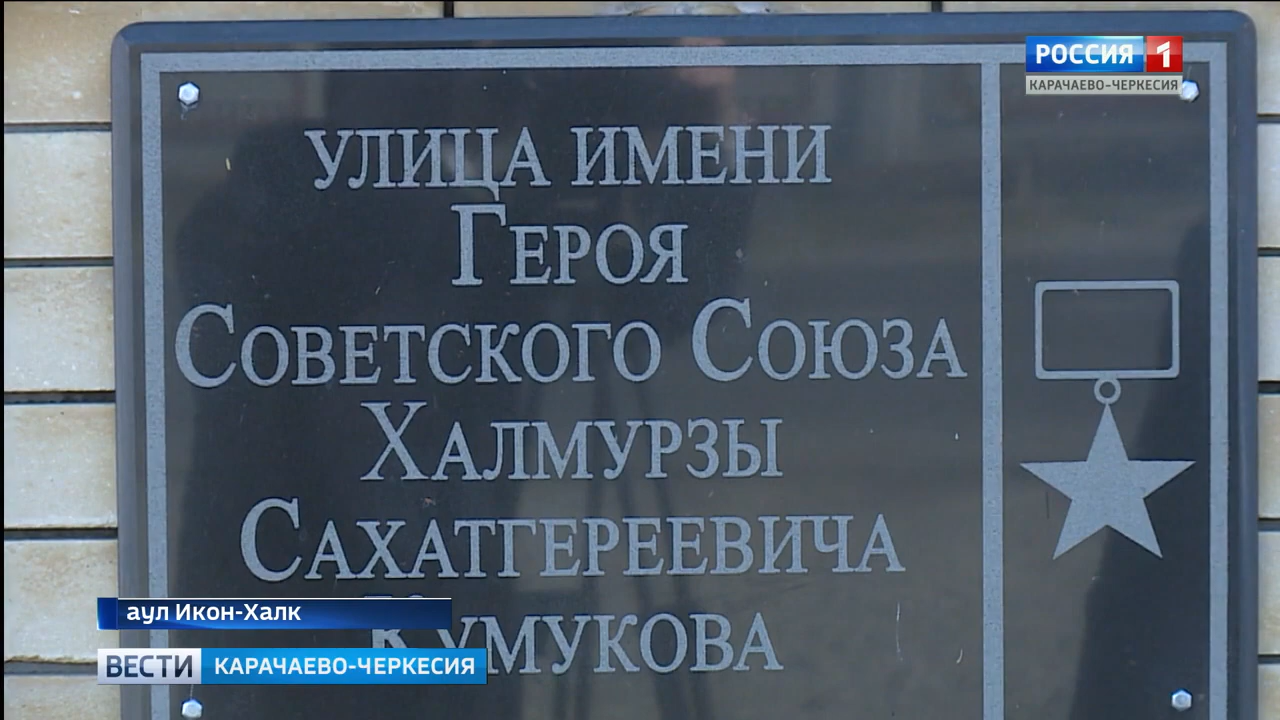 РОССИЯ 1
КАРАЧАЕВО-ЧЕРКЕСИЯ
УЛИЦА ИМЕНИ
ГЕРОЯ
СОВЕТСКОГО СОЮЗА
ХАЛМУРЗЫ
САХАТГЕРЕЕВИЧА
КУМУКОВА
аул Икон-Халк
ВЕСТИ КАРАЧАЕВО-ЧЕРКЕСИЯ